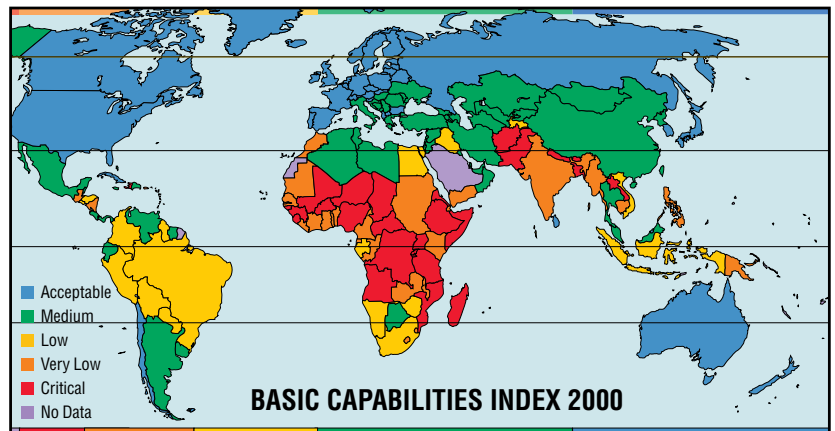 Acceptable
Medium
Low
Very Low
Critical
No Data
BASIC CAPABILITIES INDEX 2000